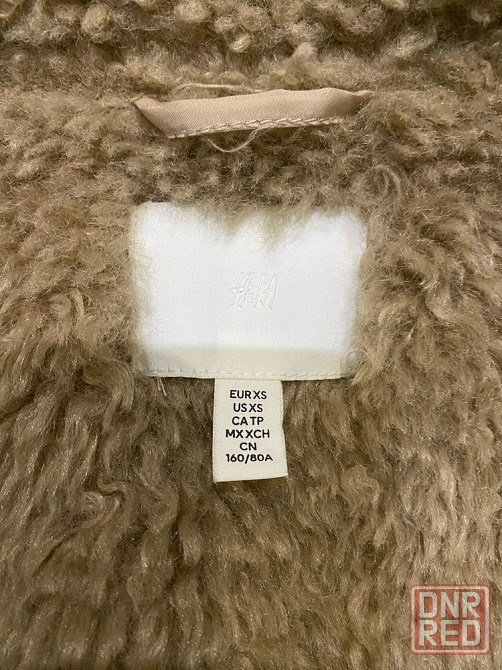 H&M
EUR XS
US XS
CA TP
MX XCH
CN
160/80A
DNR
RED